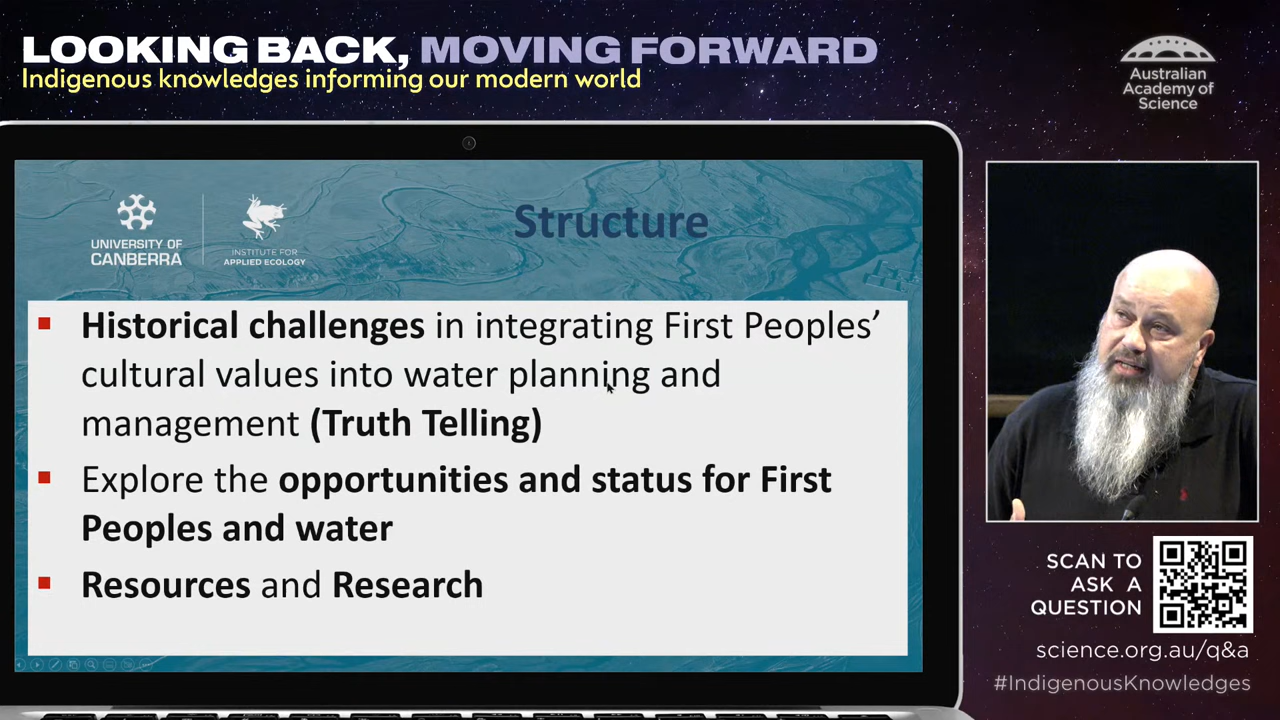 LOOKING BACK, MOVING FORWARD
Indigenous knowledges informing our modern world
Australian
Academy of
Science
UNIVERSITY OF
CANBERRA
INSTITUTE FOR
APPLIED ECOLOGY
Structure
▪ Historical challenges in integrating First Peoples’
cultural values into water planning and
management (Truth Telling)
▪ Explore the opportunities and status for First
Peoples and water
▪ Resources and Research
SCAN TO
ASK A
QUESTION
science.org.au/q&a
#IndigenousKnowledges